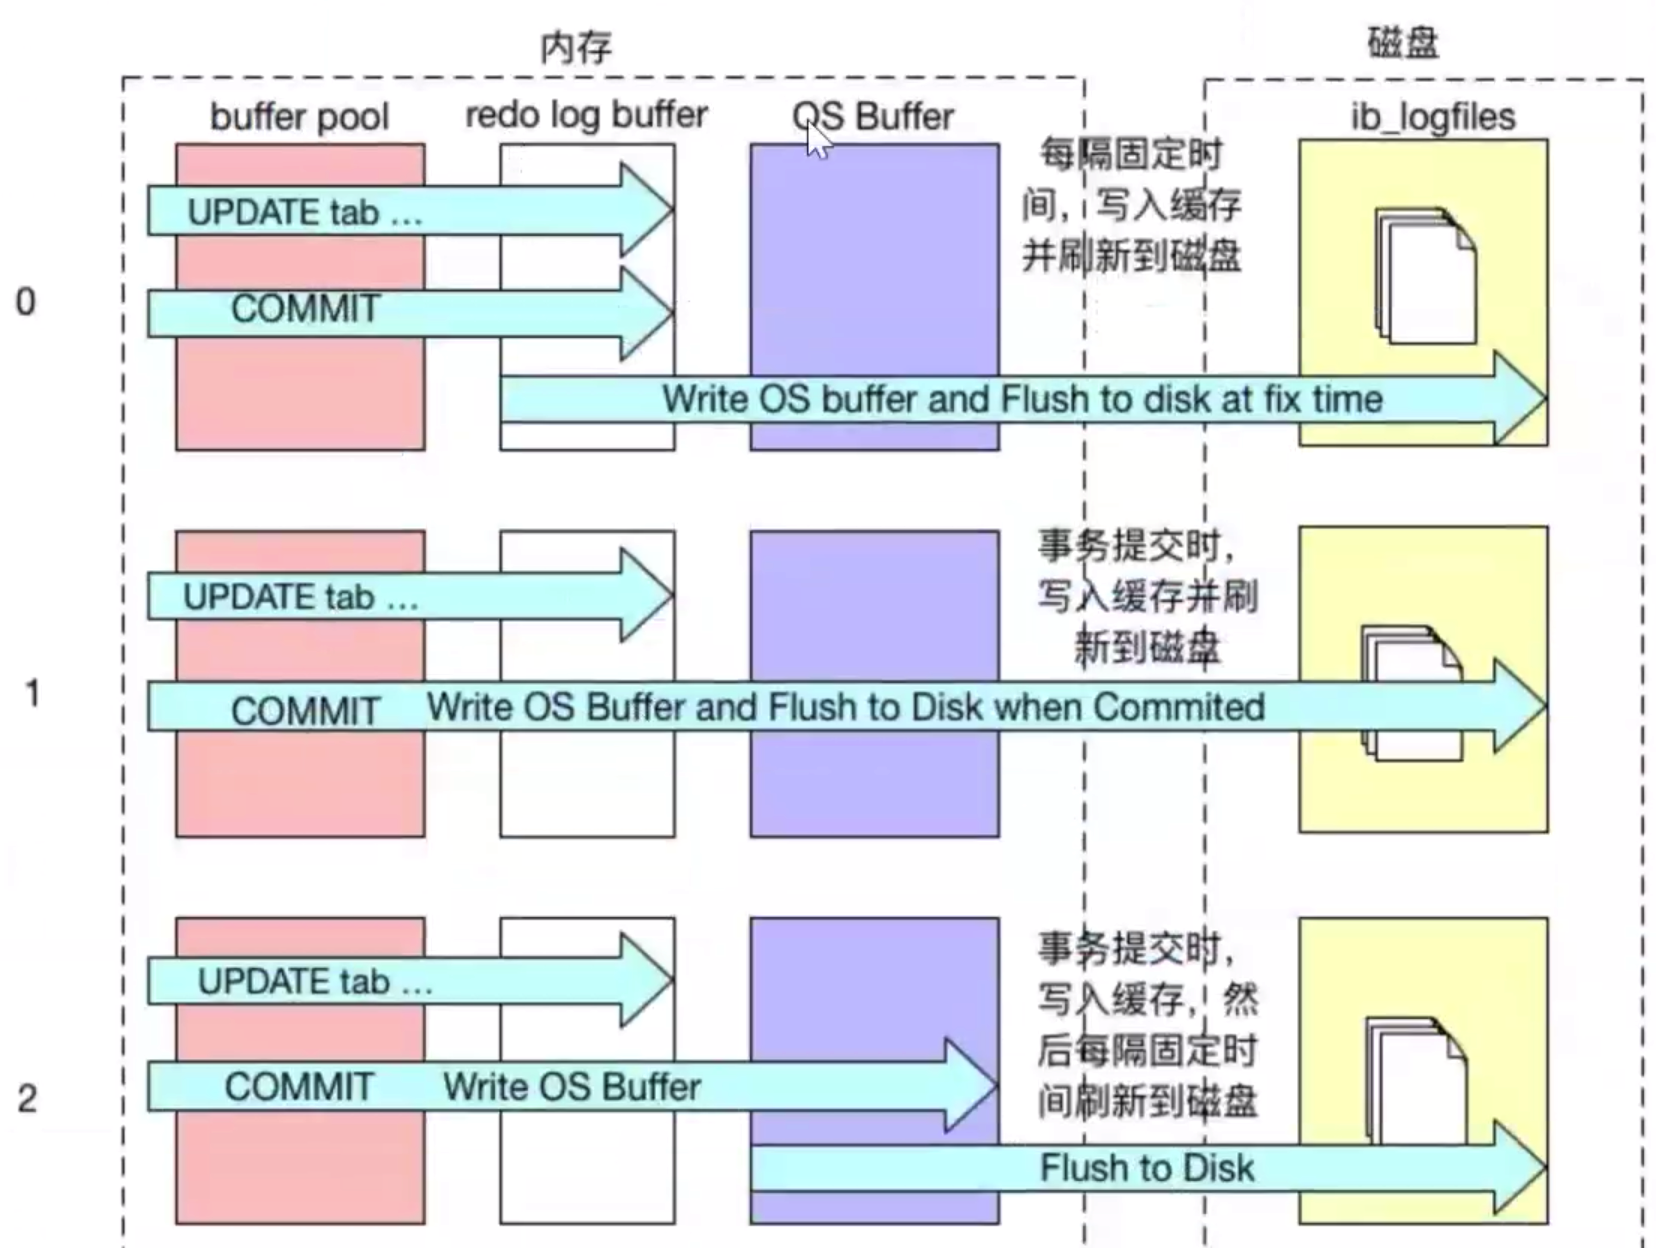 内存
磁盘
buffer pool
redo log buffer
OS Buffer
ib_logfiles
0
UPDATE tab ...
COMMIT
每隔固定时
间，写入缓存
并刷新到磁盘
Write OS buffer and Flush to disk at fix time
1
UPDATE tab ...
事务提交时，
写入缓存并刷
新到磁盘
COMMIT Write OS Buffer and Flush to Disk when Commited
2
UPDATE tab ...
COMMIT Write OS Buffer
事务提交时，
写入缓存，然
后每隔固定时
间刷新到磁盘
Flush to Disk